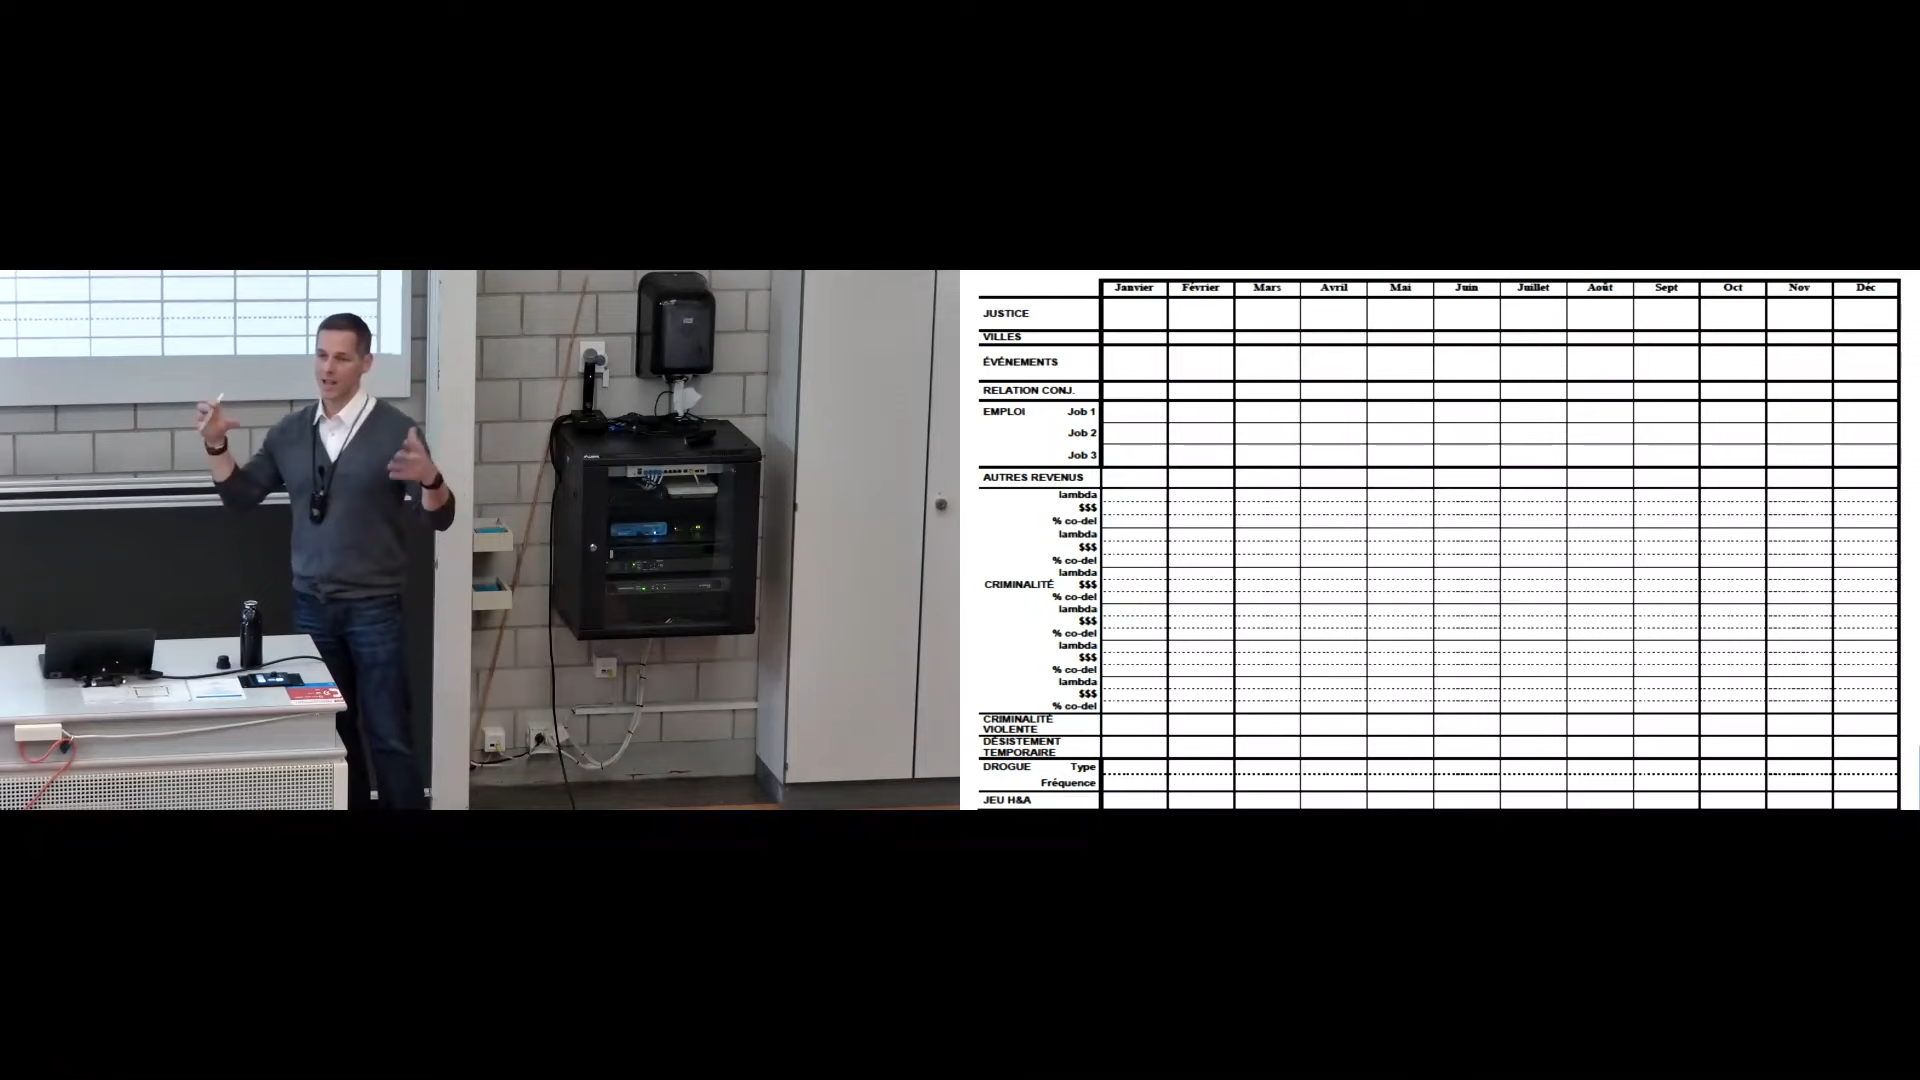 Janvier Février Mars Avril Mai Juin Juillet Août Sept Oct Nov Déc
JUSTICE
VILLES
ÉVÉNEMENTS
RELATION CONJ.
EMPLOI Job 1
Job 2
Job 3
AUTRES REVENUS
lambda
$$$
% co-del
lambda
$$$
% co-del
lambda
CRIMINALITÉ $$$
% co-del
lambda
$$$
% co-del
lambda
$$$
% co-del
lambda
$$$
% co-del
CRIMINALITÉ
VIOLENTE
DÉSISTEMENT
TEMPORAIRE
DROGUE Type
Fréquence
JEU H&A